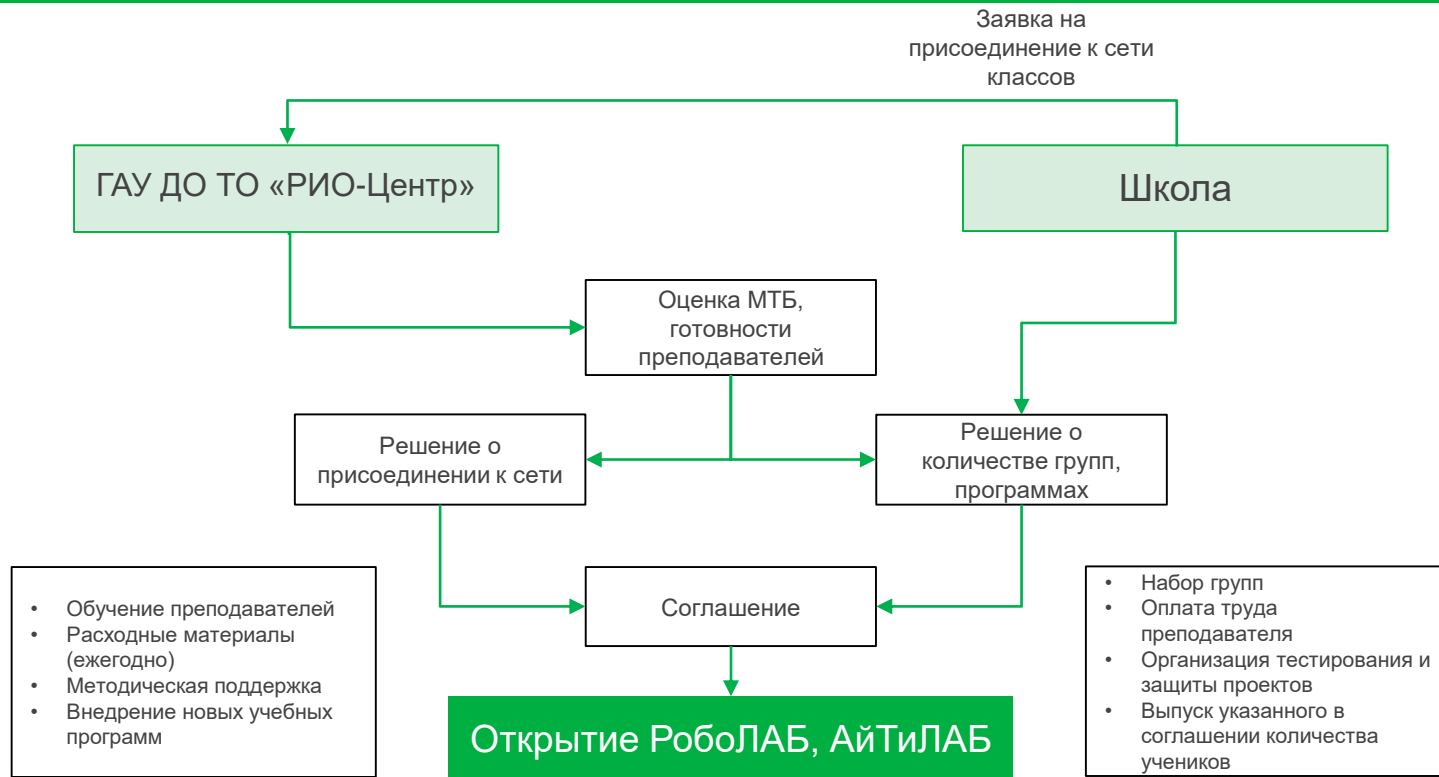 Заявка на
присоединение к сети
классов
ГАУ ДО ТО «РИО-Центр»
Школа
Оценка МТБ,
готовности
преподавателей
Решение о
присоединении к сети
Решение о
количестве групп,
программах
Соглашение
• Обучение преподавателей
• Расходные материалы
(ежегодно)
• Методическая поддержка
• Внедрение новых учебных
программ
• Набор групп
• Оплата труда
преподавателя
• Организация тестирования и
защиты проектов
• Выпуск указанного в
соглашении количества
учеников
Открытие РобоЛАБ, АйТиЛАБ